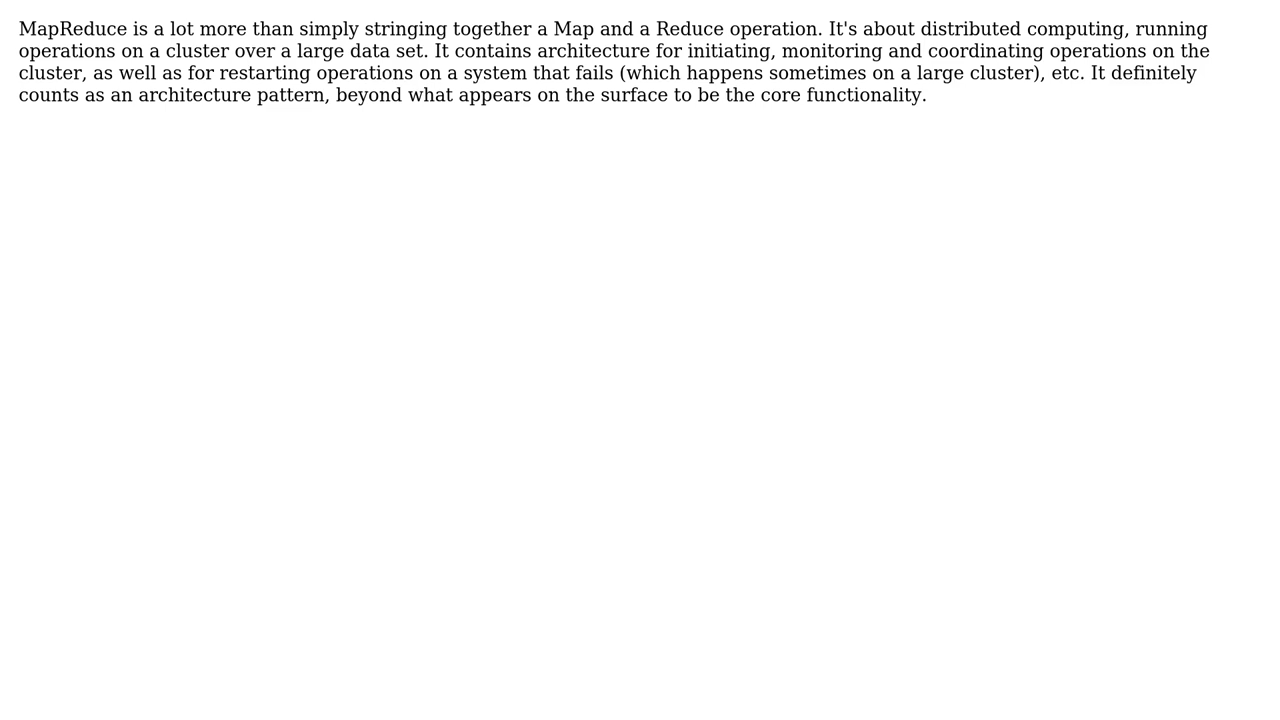 MapReduce is a lot more than simply stringing together a Map and a Reduce operation. It's about distributed computing, running
operations on a cluster over a large data set. It contains architecture for initiating, monitoring and coordinating operations on the
cluster, as well as for restarting operations on a system that fails (which happens sometimes on a large cluster), etc. It definitely
counts as an architecture pattern, beyond what appears on the surface to be the core functionality.